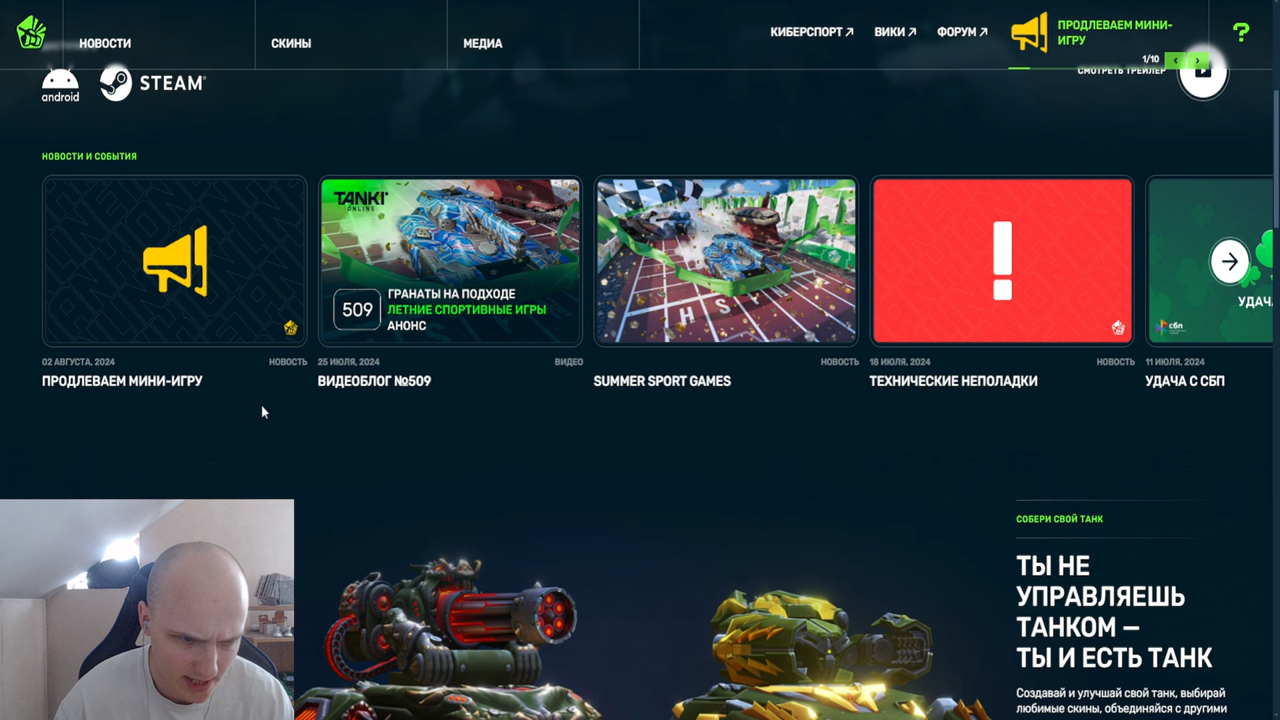 НОВОСТИ
СКИНЫ
МЕДИА
КИБЕРСПОРТ
ВИКИ
ФОРУМ
ПРОДЛЕВАЕМ МИНИ-
ИГРУ
?
1/10
СМОТРЕТЬ ТРЕЙЛЕР
android
STEAM
НОВОСТИ И СОБЫТИЯ
TANKI
ONLINE
509
ГРАНАТЫ НА ПОДХОДЕ
ЛЕТНИЕ СПОРТИВНЫЕ ИГРЫ
АНОНС
H S
!
УДАЧ
сбп
02 АВГУСТА, 2024
НОВОСТЬ
ПРОДЛЕВАЕМ МИНИ-ИГРУ
25 ИЮЛЯ, 2024
ВИДЕО
ВИДЕОБЛОГ №509
НОВОСТЬ
SUMMER SPORT GAMES
18 ИЮЛЯ, 2024
НОВОСТЬ
ТЕХНИЧЕСКИЕ НЕПОЛАДКИ
11 ИЮЛЯ, 2024
УДАЧА С СБП
СОБЕРИ СВОЙ ТАНК
ТЫ НЕ
УПРАВЛЯЕШЬ
ТАНКОМ –
ТЫ И ЕСТЬ ТАНК
Создавай и улучшай свой танк, выбирай
любимые скины, объединяйся с другими